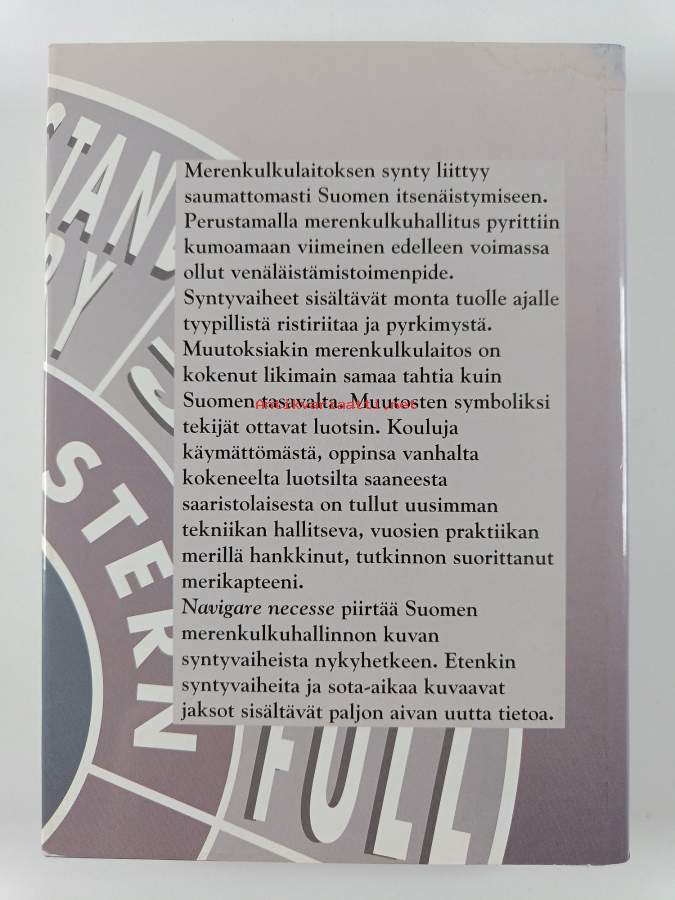 STAND
BY
STERN
FULL
Merenkulkulaitoksen synty liittyy
saumattomasti Suomen itsenäistymiseen.
Perustamalla merenkulkuhallitus pyrittiin
kumoamaan viimeinen edelleen voimassa
ollut venäläistämistoimenpide.
Syntyvaiheet sisältävät monta tuolle ajalle
tyypillistä ristiriitaa ja pyrkimystä.
Muutoksiakin merenkulkulaitos on
kokenut likimain samaa tahtia kuin
Suomen tasavalta. Muutosten symboliksi
Antikvariaatti.net
tekijät ottavat luotsin. Kouluja
käymättömästä, oppinsa vanhalta
kokeneelta luotsilta saaneesta
saaristolaisesta on tullut uusimman
tekniikan hallitseva, vuosien praktiikan
merillä hankkinut, tutkinnon suorittanut
merikapteeni.
Navigare necesse piirtää Suomen
merenkulkuhallinnon kuvan
syntyvaiheista nykyhetkeen. Etenkin
syntyvaiheita ja sota-aikaa kuvaavat
jaksot sisältävät paljon aivan uutta tietoa.